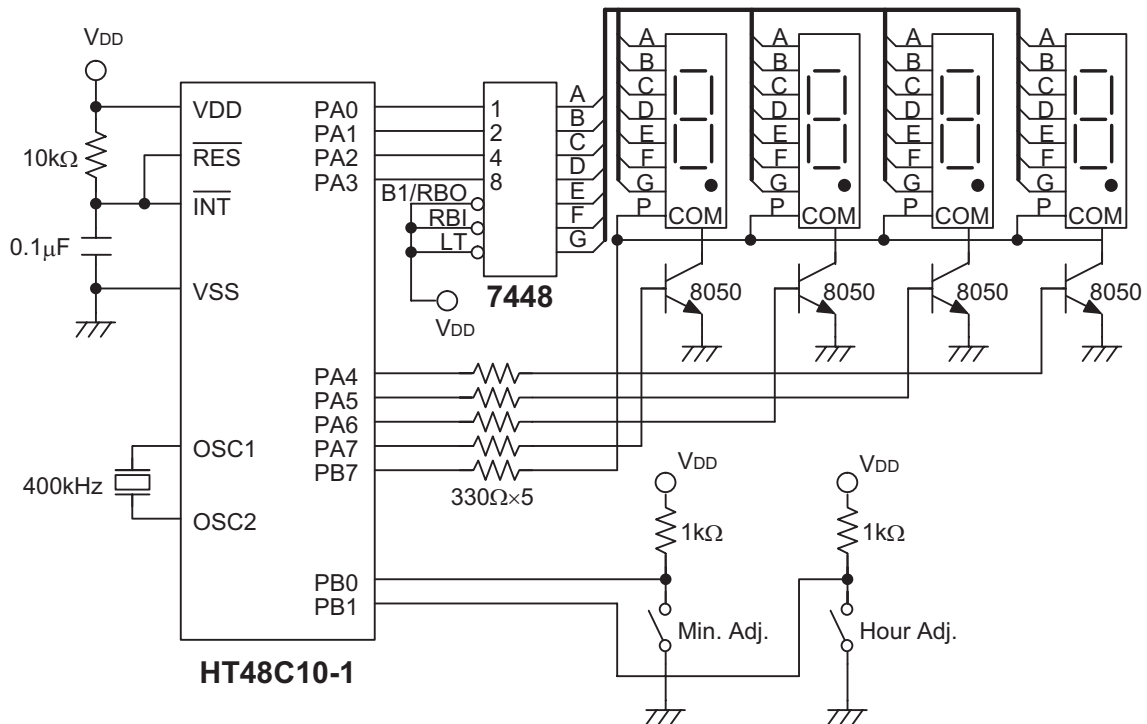 VDD
10kΩ
0.1μF
VDD
RES
INT
VSS
OSC1
OSC2
400kHz
PA0
PA1
PA2
PA3
PA4
PA5
PA6
PA7
PB7
PB0
PB1
HT48C10-1
1
2
4
8
B1/RBO
RBI
LT
A
B
C
D
E
F
G
7448
VDD
A
B
C
D
E
F
G
P
COM
8050
A
B
C
D
E
F
G
P
COM
8050
A
B
C
D
E
F
G
P
COM
8050
A
B
C
D
E
F
G
P
COM
8050
330Ω×5
VDD
1kΩ
Min. Adj.
VDD
1kΩ
Hour Adj.